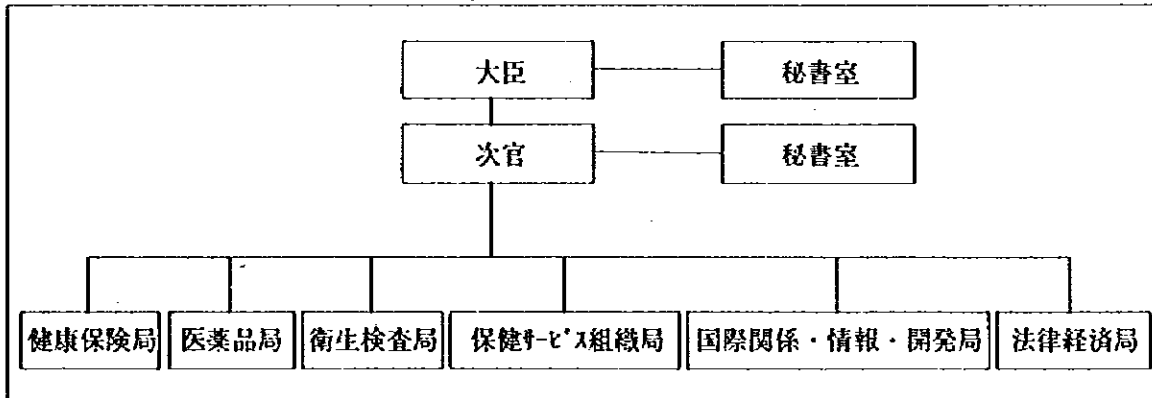 大臣
秘書室
次官
秘書室
健康保険局
医薬品局
衛生検査局
保健ｻｰﾋﾞｽ組織局
国際関係・情報・開発局
法律経済局